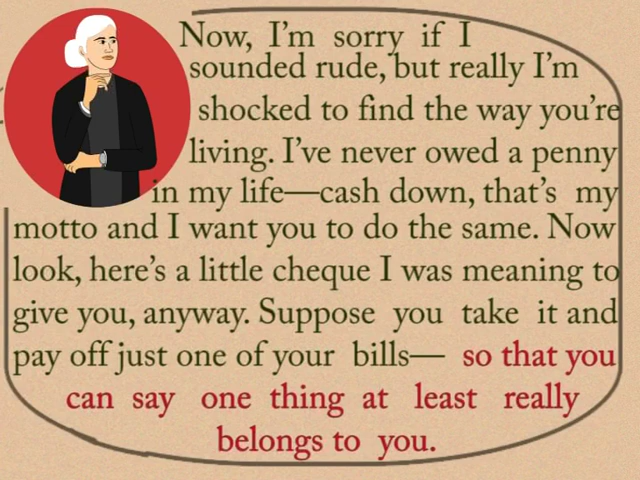 Now, I'm sorry if I
sounded rude, but really I'm
shocked to find the way you're
living. I've never owed a penny
in my life—cash down, that's my
motto and I want you to do the same. Now
look, here's a little cheque I was meaning to
give you, anyway. Suppose you take it and
pay off just one of your bills— so that you
can say one thing at least really
belongs to you.